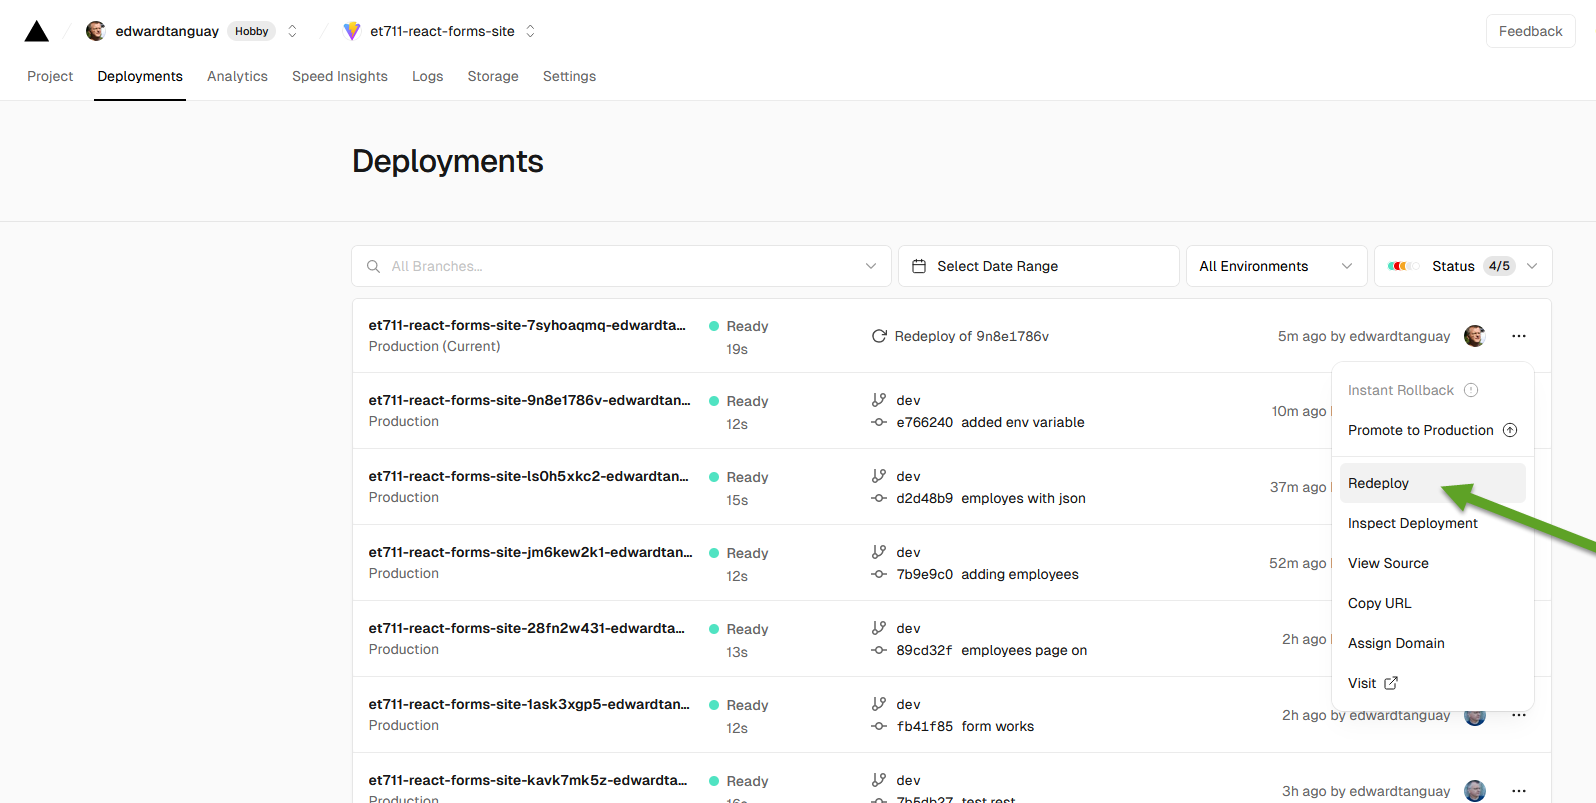 edwardtanguay Hobby et711-react-forms-site Feedback
Project Deployments Analytics Speed Insights Logs Storage Settings
Deployments
All Branches... Select Date Range All Environments Status 4/5
et711-react-forms-site-7syhoaqmq-edwardta... Ready Redeploy of 9n8e1786v 5m ago by edwardtanguay
Production (Current) 19s
Instant Rollback
et711-react-forms-site-9n8e1786v-edwardtan... Ready dev 10m ago
Production 12s e766240 added env variable
Promote to Production
et711-react-forms-site-ls0h5xkc2-edwardtan... Ready dev 37m ago
Redeploy
Production 15s d2d48b9 employes with json
Inspect Deployment
et711-react-forms-site-jm6kew2k1-edwardtan... Ready dev 52m ago
View Source
Production 12s 7b9e9c0 adding employees
Copy URL
et711-react-forms-site-28fn2w431-edwardta... Ready dev 2h ago
Assign Domain
Production 13s 89cd32f employees page on
Visit
et711-react-forms-site-1ask3xgp5-edwardtan... Ready dev 2h ago by edwardtanguay
Production 12s fb41f85 form works
et711-react-forms-site-kavk7mk5z-edwardta... Ready dev 3h ago by edwardtanguay
Production 16s 7b5db27 test rest